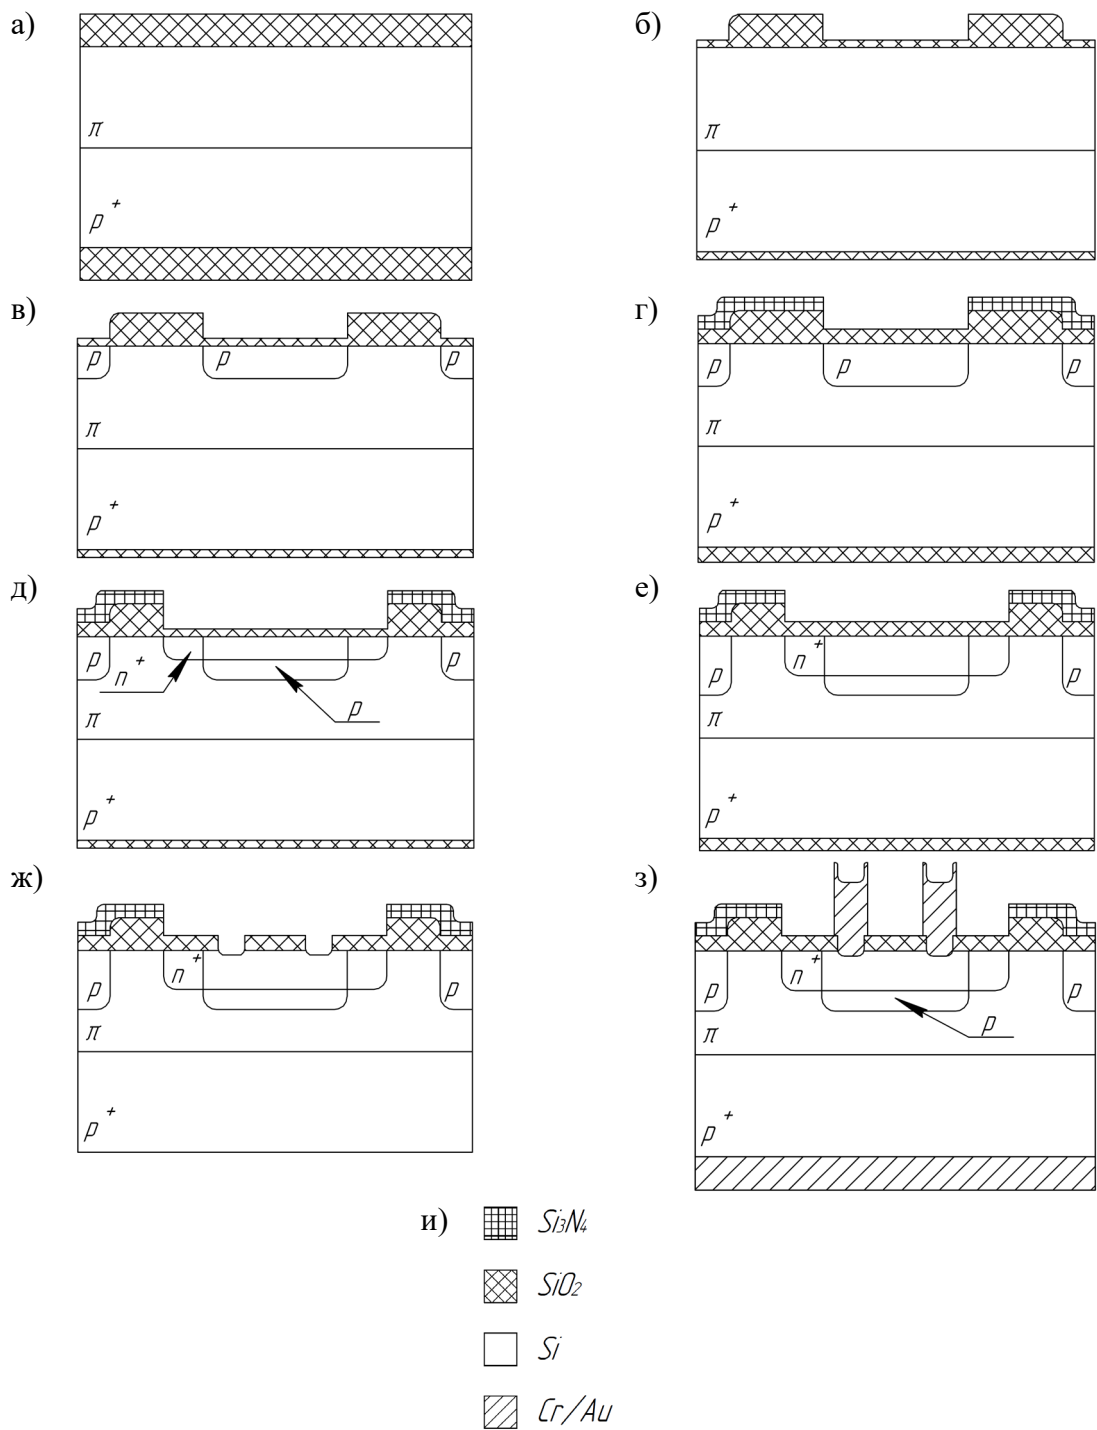 а)
π
p+
б)
π
p+
в)
p p p
π
p+
г)
p p p
π
p+
д)
p n+ p
p
π
p+
е)
p n+ p
π
p+
ж)
p n+ p
π
p+
з)
p n+ p
p
π
p+
и)
Si3N4
SiO2
Si
Cr/Au